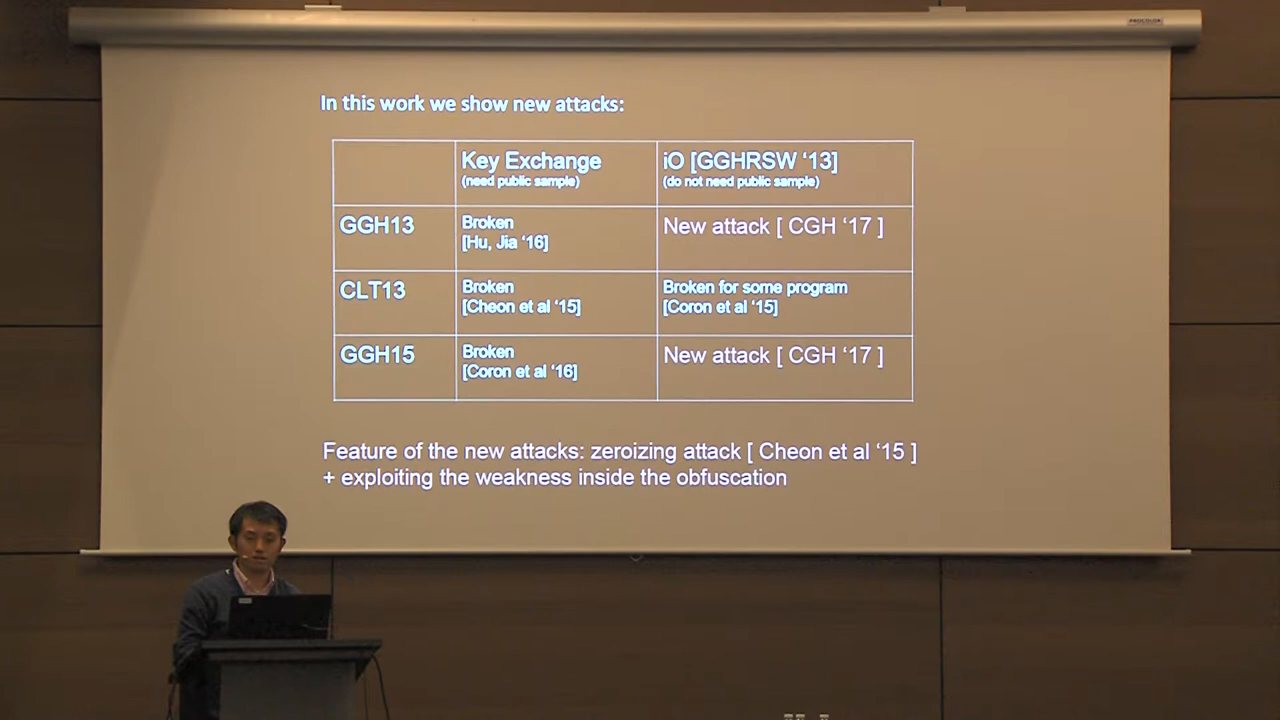 PROCOLOR
In this work we show new attacks:
Key Exchange
(need public sample)
iO [GGHRSW ‘13]
(do not need public sample)
GGH13
Broken
[Hu, Jia ‘16]
New attack [ CGH ‘17 ]
CLT13
Broken
[Cheon et al ‘15]
Broken for some program
[Coron et al ‘15]
GGH15
Broken
[Coron et al ‘16]
New attack [ CGH ‘17 ]
Feature of the new attacks: zeroizing attack [ Cheon et al ‘15 ]
+ exploiting the weakness inside the obfuscation